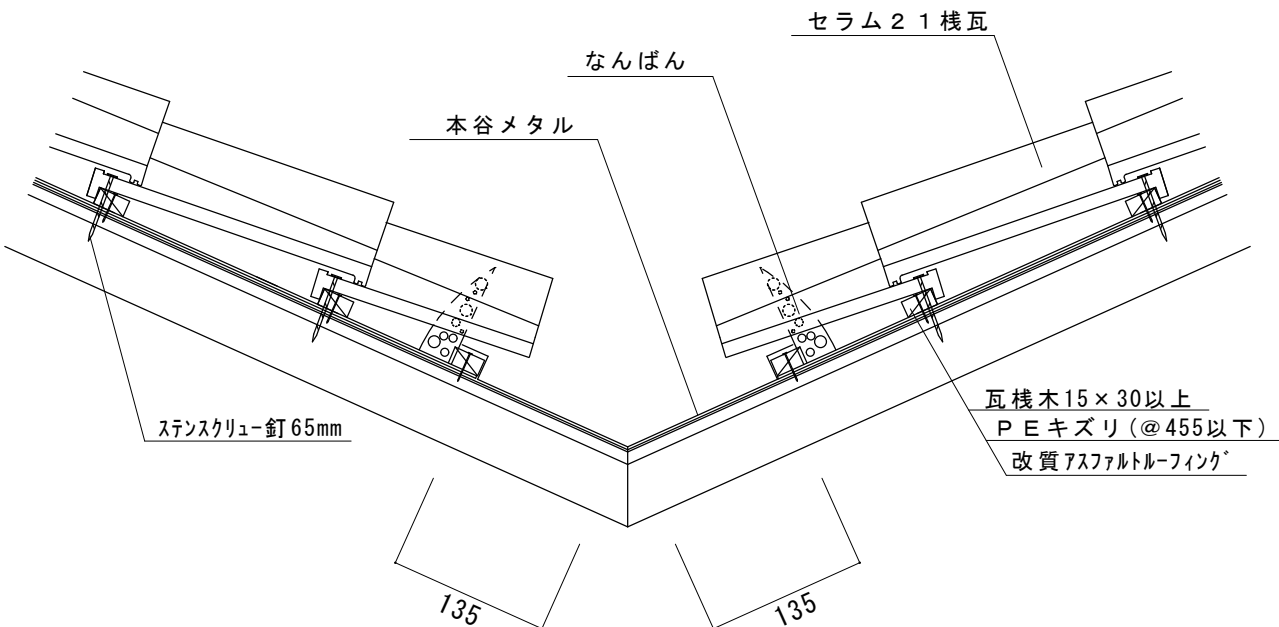 セラム２１桟瓦
なんばん
本谷メタル
ｽﾃﾝｽｸﾘｭｰ釘65mm
瓦桟木15×30以上
ＰＥキズリ(@455以下)
改質ｱｽﾌｧﾙﾄﾙｰﾌｨﾝｸﾞ
135
135